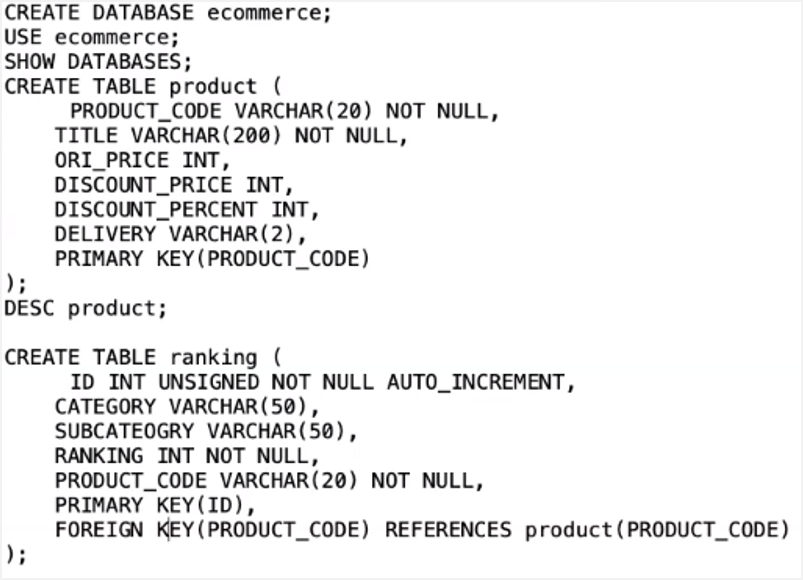 CREATE DATABASE ecommerce;
USE ecommerce;
SHOW DATABASES;
CREATE TABLE product (
PRODUCT_CODE VARCHAR(20) NOT NULL,
TITLE VARCHAR(200) NOT NULL,
ORI_PRICE INT,
DISCOUNT_PRICE INT,
DISCOUNT_PERCENT INT,
DELIVERY VARCHAR(2),
PRIMARY KEY(PRODUCT_CODE)
);
DESC product;
CREATE TABLE ranking (
ID INT UNSIGNED NOT NULL AUTO_INCREMENT,
CATEGORY VARCHAR(50),
SUBCATEOGRY VARCHAR(50),
RANKING INT NOT NULL,
PRODUCT_CODE VARCHAR(20) NOT NULL,
PRIMARY KEY(ID),
FOREIGN KEY(PRODUCT_CODE) REFERENCES product(PRODUCT_CODE)
);